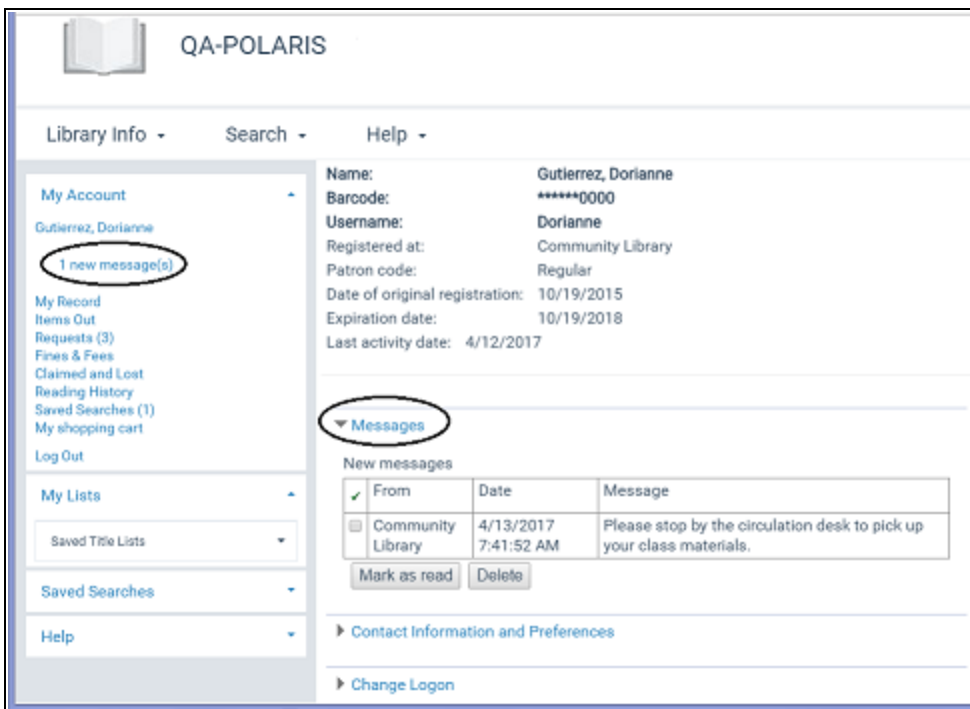 QA-POLARIS
Library Info
Search
Help
My Account
Gutierrez, Dorianne
1 new message(s)
My Record
Items Out
Requests (3)
Fines & Fees
Claimed and Lost
Reading History
Saved Searches (1)
My shopping cart
Log Out
My Lists
Saved Title Lists
Saved Searches
Help
Name: Gutierrez, Dorianne
Barcode: ******0000
Username: Dorianne
Registered at: Community Library
Patron code: Regular
Date of original registration: 10/19/2015
Expiration date: 10/19/2018
Last activity date: 4/12/2017
Messages
New messages
✓ From Date Message
Community Library 4/13/2017 7:41:52 AM Please stop by the circulation desk to pick up your class materials.
Mark as read Delete
Contact Information and Preferences
Change Logon